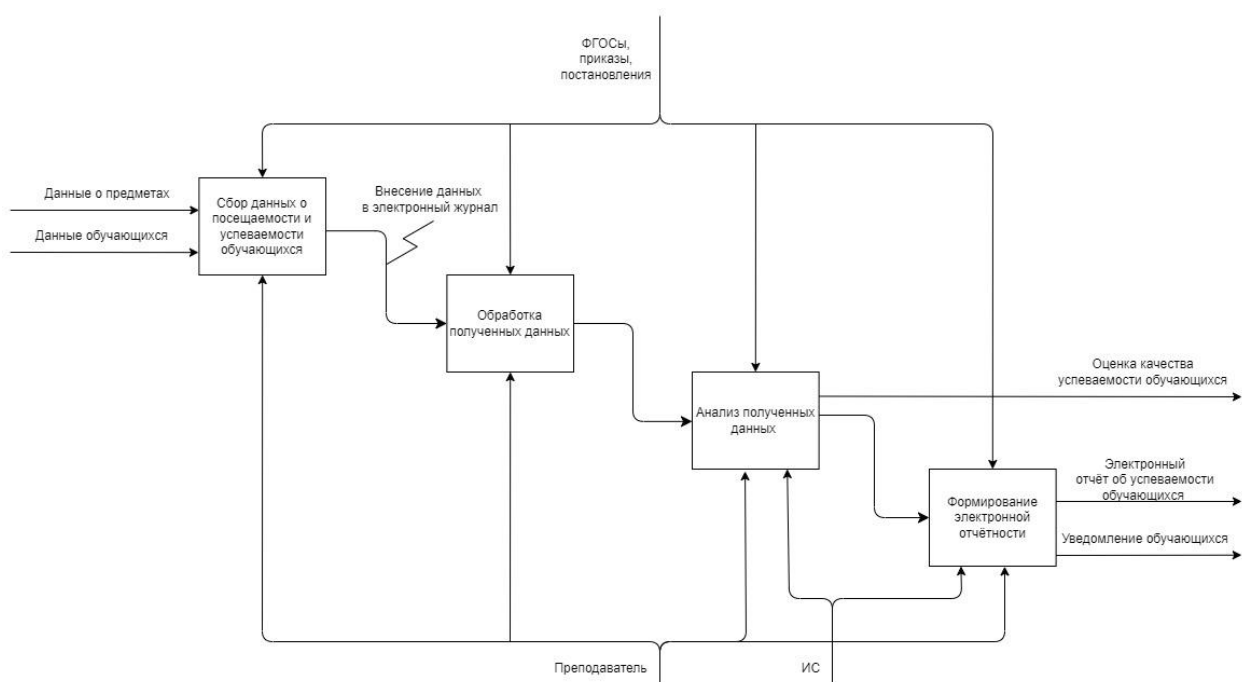 ФГОСы,
приказы,
постановления
Данные о предметах
Данные обучающихся
Сбор данных о
посещаемости и
успеваемости
обучающихся
Внесение данных
в электронный журнал
Обработка
полученных данных
Анализ полученных
данных
Оценка качества
успеваемости обучающихся
Формирование
электронной
отчётности
Электронный
отчёт об успеваемости
обучающихся
Уведомление обучающихся
Преподаватель
ИС